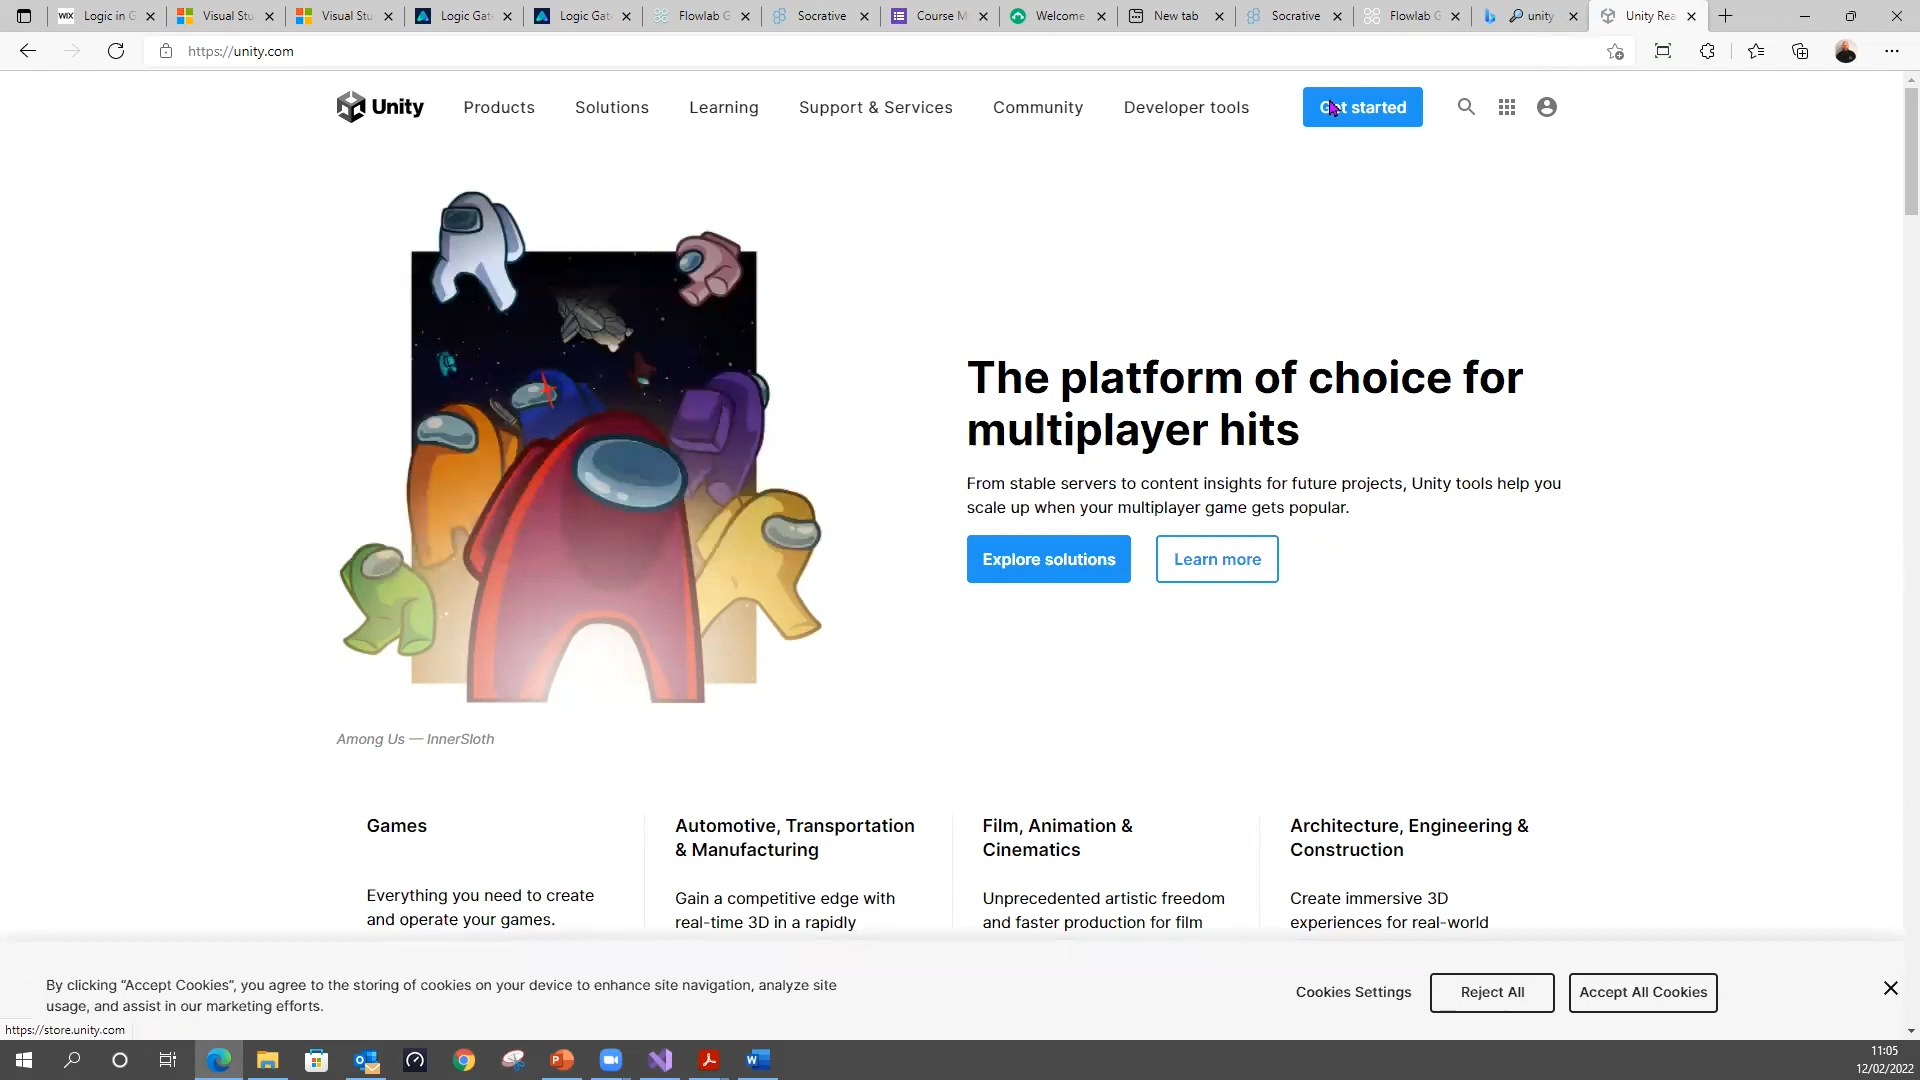 Logic in G
Visual Stu
Visual Stu
Logic Gat
Logic Gat
Flowlab G
Socrative
Course M
Welcome
New tab
Socrative
Flowlab G
unity
Unity Rea
https://unity.com
Unity
Products
Solutions
Learning
Support & Services
Community
Developer tools
Get started
The platform of choice for
multiplayer hits
From stable servers to content insights for future projects, Unity tools help you
scale up when your multiplayer game gets popular.
Explore solutions
Learn more
Among Us — InnerSloth
Games
Everything you need to create
and operate your games.
Automotive, Transportation
& Manufacturing
Gain a competitive edge with
real-time 3D in a rapidly
Film, Animation &
Cinematics
Unprecedented artistic freedom
and faster production for film
Architecture, Engineering &
Construction
Create immersive 3D
experiences for real-world
By clicking “Accept Cookies”, you agree to the storing of cookies on your device to enhance site navigation, analyze site
usage, and assist in our marketing efforts.
Cookies Settings
Reject All
Accept All Cookies
https://store.unity.com
11:05
12/02/2022